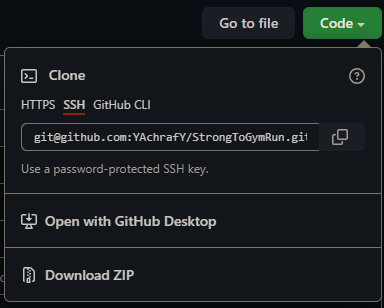 Go to file Code
Clone
HTTPS SSH GitHub CLI
git@github.com:YAchrafY/StrongToGymRun.git
Use a password-protected SSH key.
Open with GitHub Desktop
Download ZIP